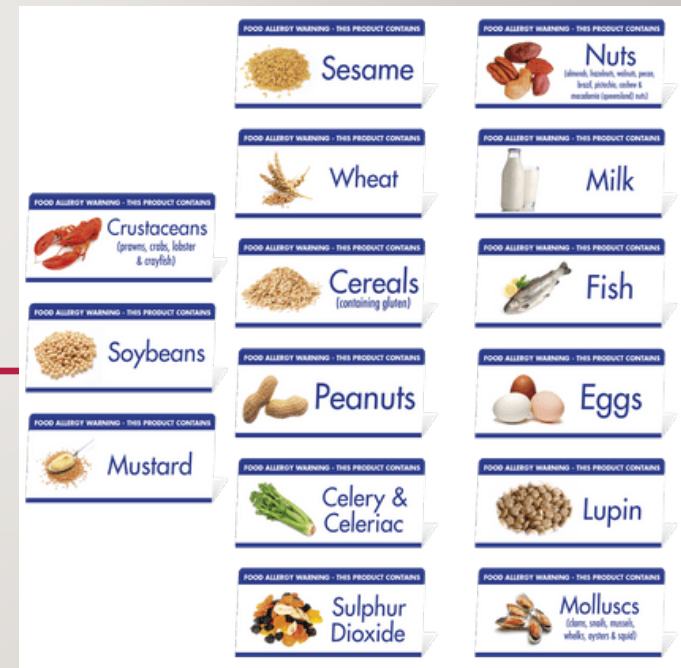 FOOD ALLERGY WARNING - THIS PRODUCT CONTAINS
Crustaceans
(prawns, crabs, lobster
& crayfish)
FOOD ALLERGY WARNING - THIS PRODUCT CONTAINS
Soybeans
FOOD ALLERGY WARNING - THIS PRODUCT CONTAINS
Mustard
FOOD ALLERGY WARNING - THIS PRODUCT CONTAINS
Sesame
FOOD ALLERGY WARNING - THIS PRODUCT CONTAINS
Wheat
FOOD ALLERGY WARNING - THIS PRODUCT CONTAINS
Cereals
(containing gluten)
FOOD ALLERGY WARNING - THIS PRODUCT CONTAINS
Peanuts
FOOD ALLERGY WARNING - THIS PRODUCT CONTAINS
Celery &
Celeriac
FOOD ALLERGY WARNING - THIS PRODUCT CONTAINS
Sulphur
Dioxide
FOOD ALLERGY WARNING - THIS PRODUCT CONTAINS
Nuts
(almonds, hazelnuts, walnuts, pecan,
brazil, pistachio, cashew &
macadamia (queensland) nuts)
FOOD ALLERGY WARNING - THIS PRODUCT CONTAINS
Milk
FOOD ALLERGY WARNING - THIS PRODUCT CONTAINS
Fish
FOOD ALLERGY WARNING - THIS PRODUCT CONTAINS
Eggs
FOOD ALLERGY WARNING - THIS PRODUCT CONTAINS
Lupin
FOOD ALLERGY WARNING - THIS PRODUCT CONTAINS
Molluscs
(clams, snails, mussels,
whelks, oysters & squid)